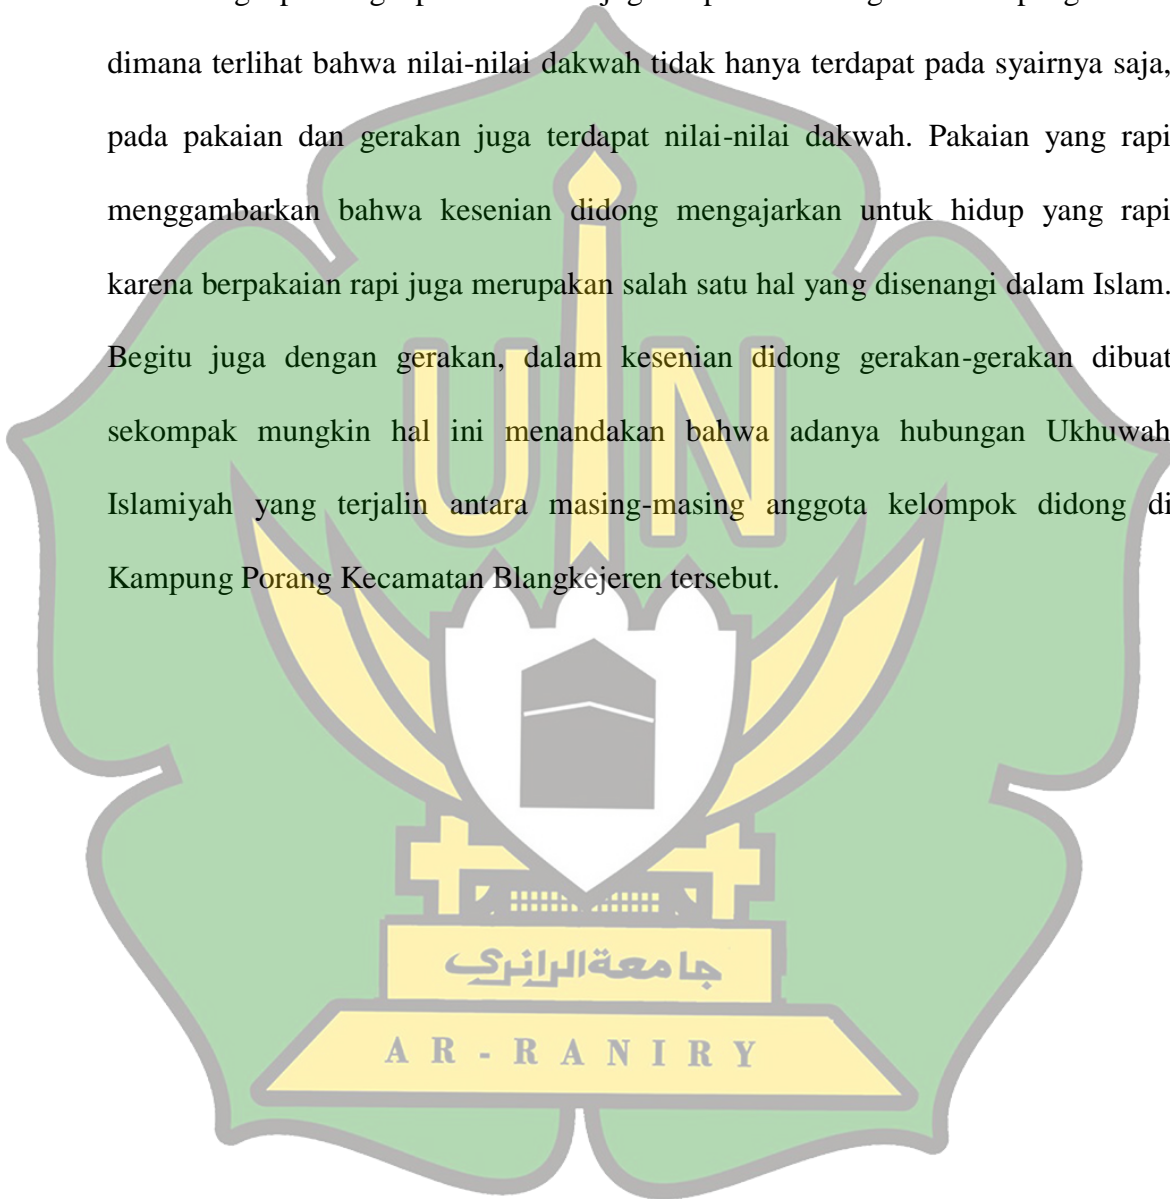 dimana terlihat bahwa nilai-nilai dakwah tidak hanya terdapat pada syairnya saja,
pada pakaian dan gerakan juga terdapat nilai-nilai dakwah. Pakaian yang rapi
menggambarkan bahwa kesenian didong mengajarkan untuk hidup yang rapi
karena berpakaian rapi juga merupakan salah satu hal yang disenangi dalam Islam.
Begitu juga dengan gerakan, dalam kesenian didong gerakan-gerakan dibuat
sekompak mungkin hal ini menandakan bahwa adanya hubungan Ukhuwah
Islamiyah yang terjalin antara masing-masing anggota kelompok didong di
Kampung Porang Kecamatan Blangkejeren tersebut.
UIN
جامعة الرانري
AR-RANIRY